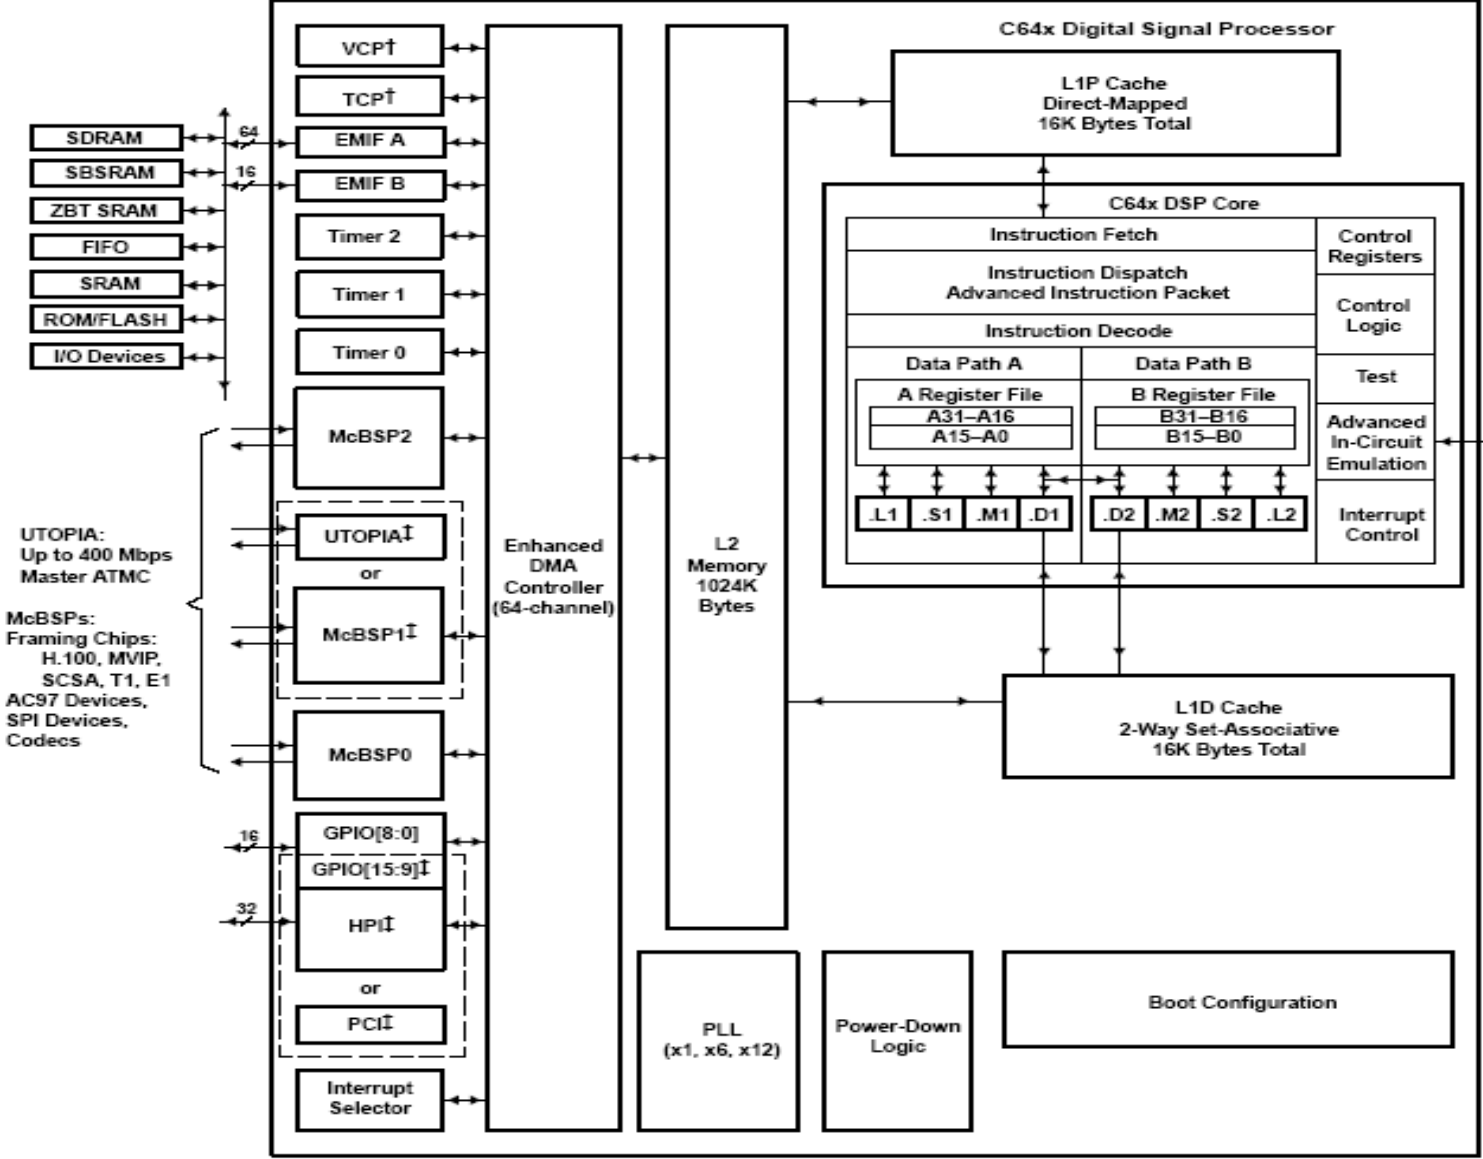 C64x Digital Signal Processor
VCP†
TCP†
EMIF A
EMIF B
Timer 2
Timer 1
Timer 0
McBSP2
UTOPIA‡
or
McBSP1‡
McBSP0
GPIO[8:0]
GPIO[15:9]‡
HPI‡
or
PCI‡
Interrupt
Selector
64
16
16
32
SDRAM
SBSRAM
ZBT SRAM
FIFO
SRAM
ROM/FLASH
I/O Devices
UTOPIA:
Up to 400 Mbps
Master ATMC
McBSPs:
Framing Chips:
H.100, MVIP,
SCSA, T1, E1
AC97 Devices,
SPI Devices,
Codecs
Enhanced
DMA
Controller
(64-channel)
L2
Memory
1024K
Bytes
L1P Cache
Direct-Mapped
16K Bytes Total
C64x DSP Core
Instruction Fetch
Instruction Dispatch
Advanced Instruction Packet
Instruction Decode
Data Path A
Data Path B
A Register File
A31–A16
A15–A0
B Register File
B31–B16
B15–B0
.L1 .S1 .M1 .D1
.D2 .M2 .S2 .L2
Control
Registers
Control
Logic
Test
Advanced
In-Circuit
Emulation
Interrupt
Control
L1D Cache
2-Way Set-Associative
16K Bytes Total
PLL
(x1, x6, x12)
Power-Down
Logic
Boot Configuration